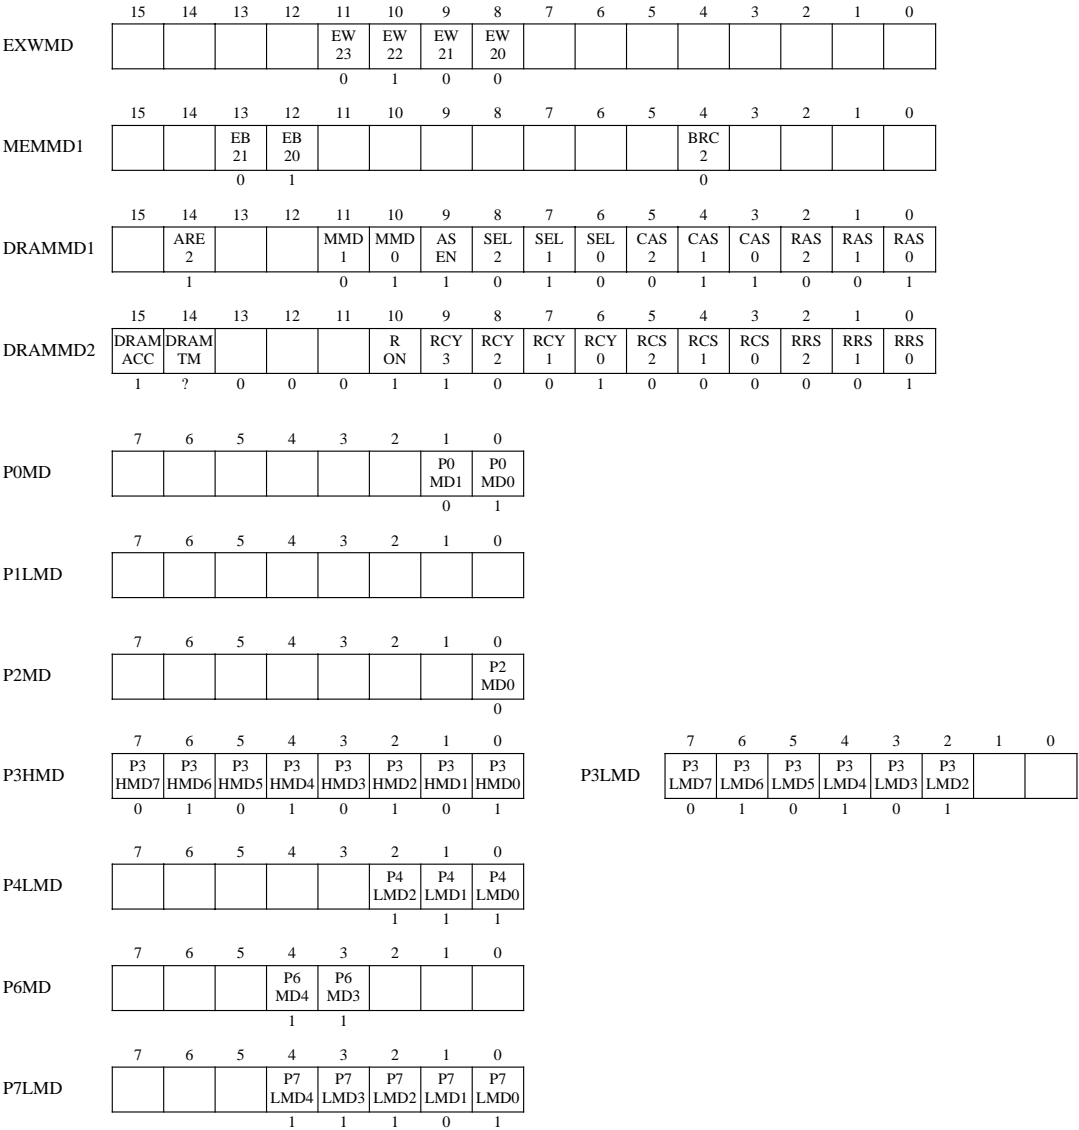 15 14 13 12 11 10 9 8 7 6 5 4 3 2 1 0
EXWMD
EW EW EW EW
23 22 21 20
0 1 0 0
15 14 13 12 11 10 9 8 7 6 5 4 3 2 1 0
MEMMD1
EB EB BRC
21 20 2
0 1 0
15 14 13 12 11 10 9 8 7 6 5 4 3 2 1 0
DRAMMD1
ARE MMD MMD AS SEL SEL SEL CAS CAS CAS RAS RAS RAS
2 1 0 EN 2 1 0 2 1 0 2 1 0
1 0 1 1 0 1 0 0 1 1 0 0 1
15 14 13 12 11 10 9 8 7 6 5 4 3 2 1 0
DRAMMD2
DRAM DRAM R RCY RCY RCY RCY RCS RCS RCS RRS RRS RRS
ACC TM ON 3 2 1 0 2 1 0 2 1 0
1 ? 0 0 0 1 1 0 0 1 0 0 0 0 0 1
7 6 5 4 3 2 1 0
P0MD
P0 P0
MD1 MD0
0 1
7 6 5 4 3 2 1 0
P1LMD
7 6 5 4 3 2 1 0
P2MD
P2
MD0
0
7 6 5 4 3 2 1 0
P3HMD
P3 P3 P3 P3 P3 P3 P3 P3
HMD7 HMD6 HMD5 HMD4 HMD3 HMD2 HMD1 HMD0
0 1 0 1 0 1 0 1
7 6 5 4 3 2 1 0
P3LMD
P3 P3 P3 P3 P3 P3
LMD7 LMD6 LMD5 LMD4 LMD3 LMD2
0 1 0 1 0 1
7 6 5 4 3 2 1 0
P4LMD
P4 P4 P4
LMD2 LMD1 LMD0
1 1 1
7 6 5 4 3 2 1 0
P6MD
P6 P6
MD4 MD3
1 1
7 6 5 4 3 2 1 0
P7LMD
P7 P7 P7 P7 P7
LMD4 LMD3 LMD2 LMD1 LMD0
1 1 1 0 1